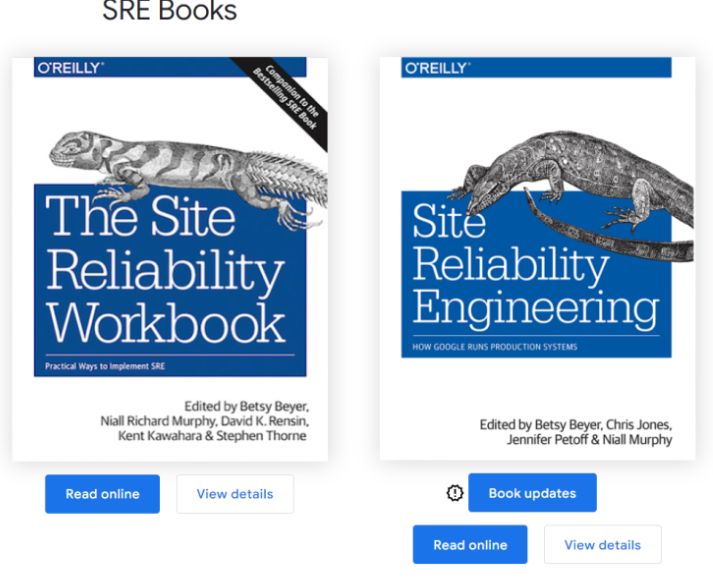 SRE Books
O'REILLY®
Companion to the
Bestselling SRE Book
The Site
Reliability
Workbook
Practical Ways to Implement SRE
Edited by Betsy Beyer,
Niall Richard Murphy, David K. Rensin,
Kent Kawahara & Stephen Thorne
Read online
View details
O'REILLY®
Site
Reliability
Engineering
HOW GOOGLE RUNS PRODUCTION SYSTEMS
Edited by Betsy Beyer, Chris Jones,
Jennifer Petoff & Niall Murphy
Book updates
Read online
View details